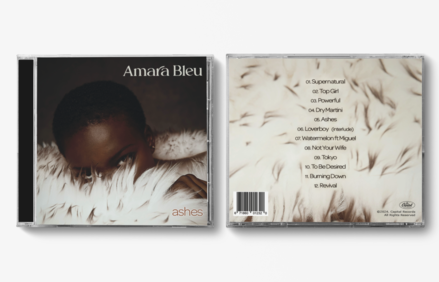 Amara Bleu
ashes
01. Supernatural
02. Top Girl
03. Powerful
04. Dry Martini
05. Ashes
06. Loverboy (Interlude)
07. Watermelon ft Miguel
08. Not Your Wife
09. Tokyo
10. To Be Desired
11. Burning Down
12. Revival